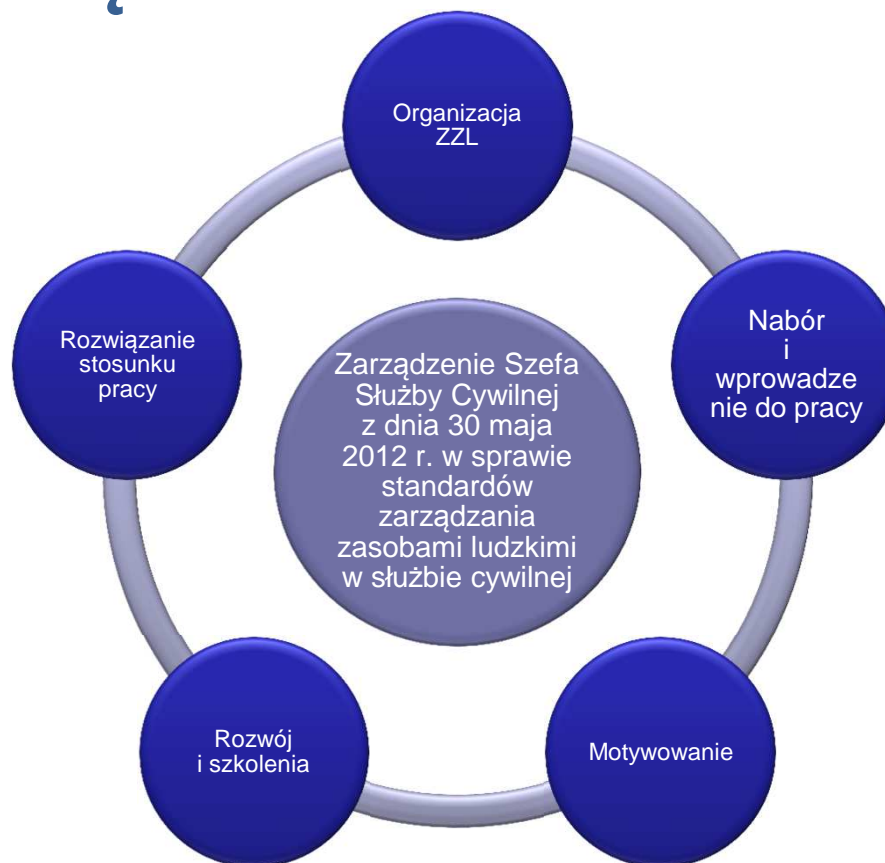 Organizacja
ZZL
Nabór
i
wprowadze
nie do pracy
Motywowanie
Rozwój
i szkolenia
Rozwiązanie
stosunku
pracy
Zarządzenie Szefa
Służby Cywilnej
z dnia 30 maja
2012 r. w sprawie
standardów
zarządzania
zasobami ludzkimi
w służbie cywilnej